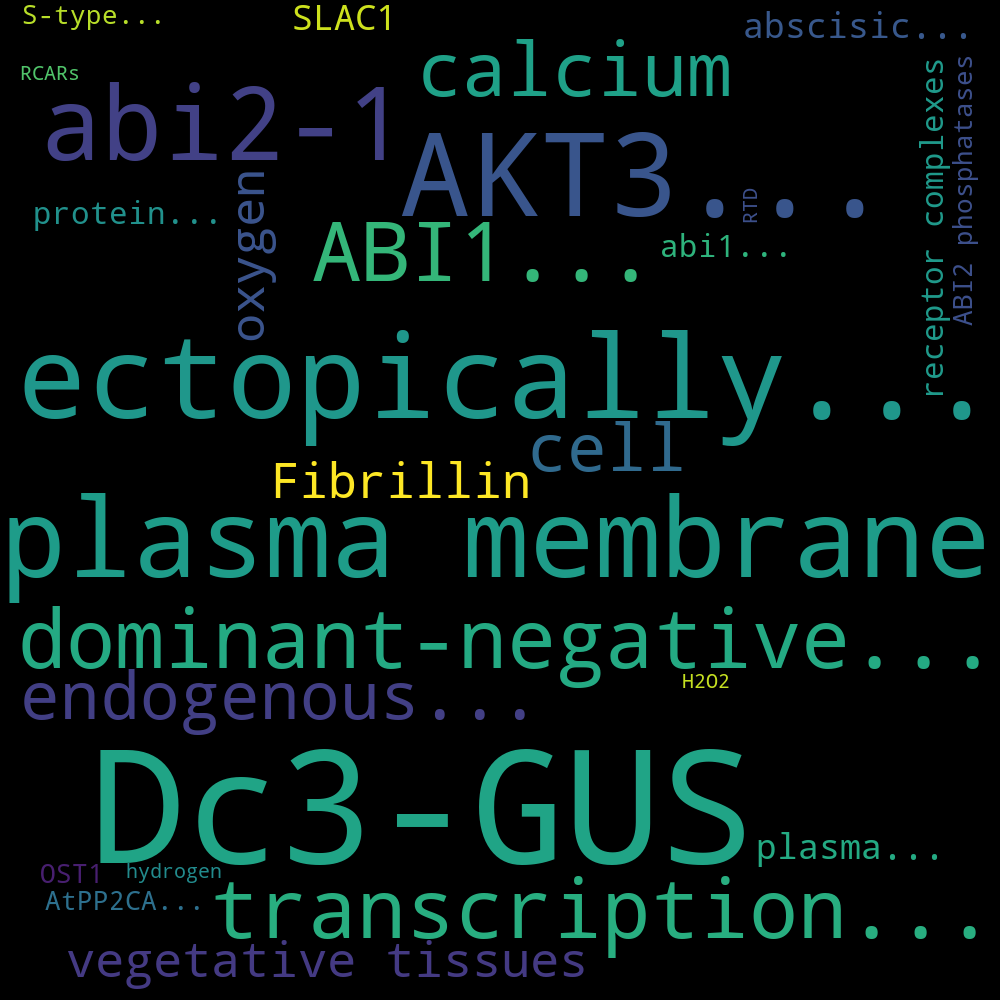 S-type...
SLAC1
abscisic...
RCARs
calcium
abi2-1
AKT3...
receptor complexes
ABI2 phosphatases
protein...
oxygen
RTD
ABI1...
abi1...
ectopically...
cell
Fibrillin
plasma membrane
dominant-negative...
endogenous...
H2O2
Dc3-GUS
plasma...
OST1
hydrogen
AtPP2CA...
transcription...
vegetative tissues